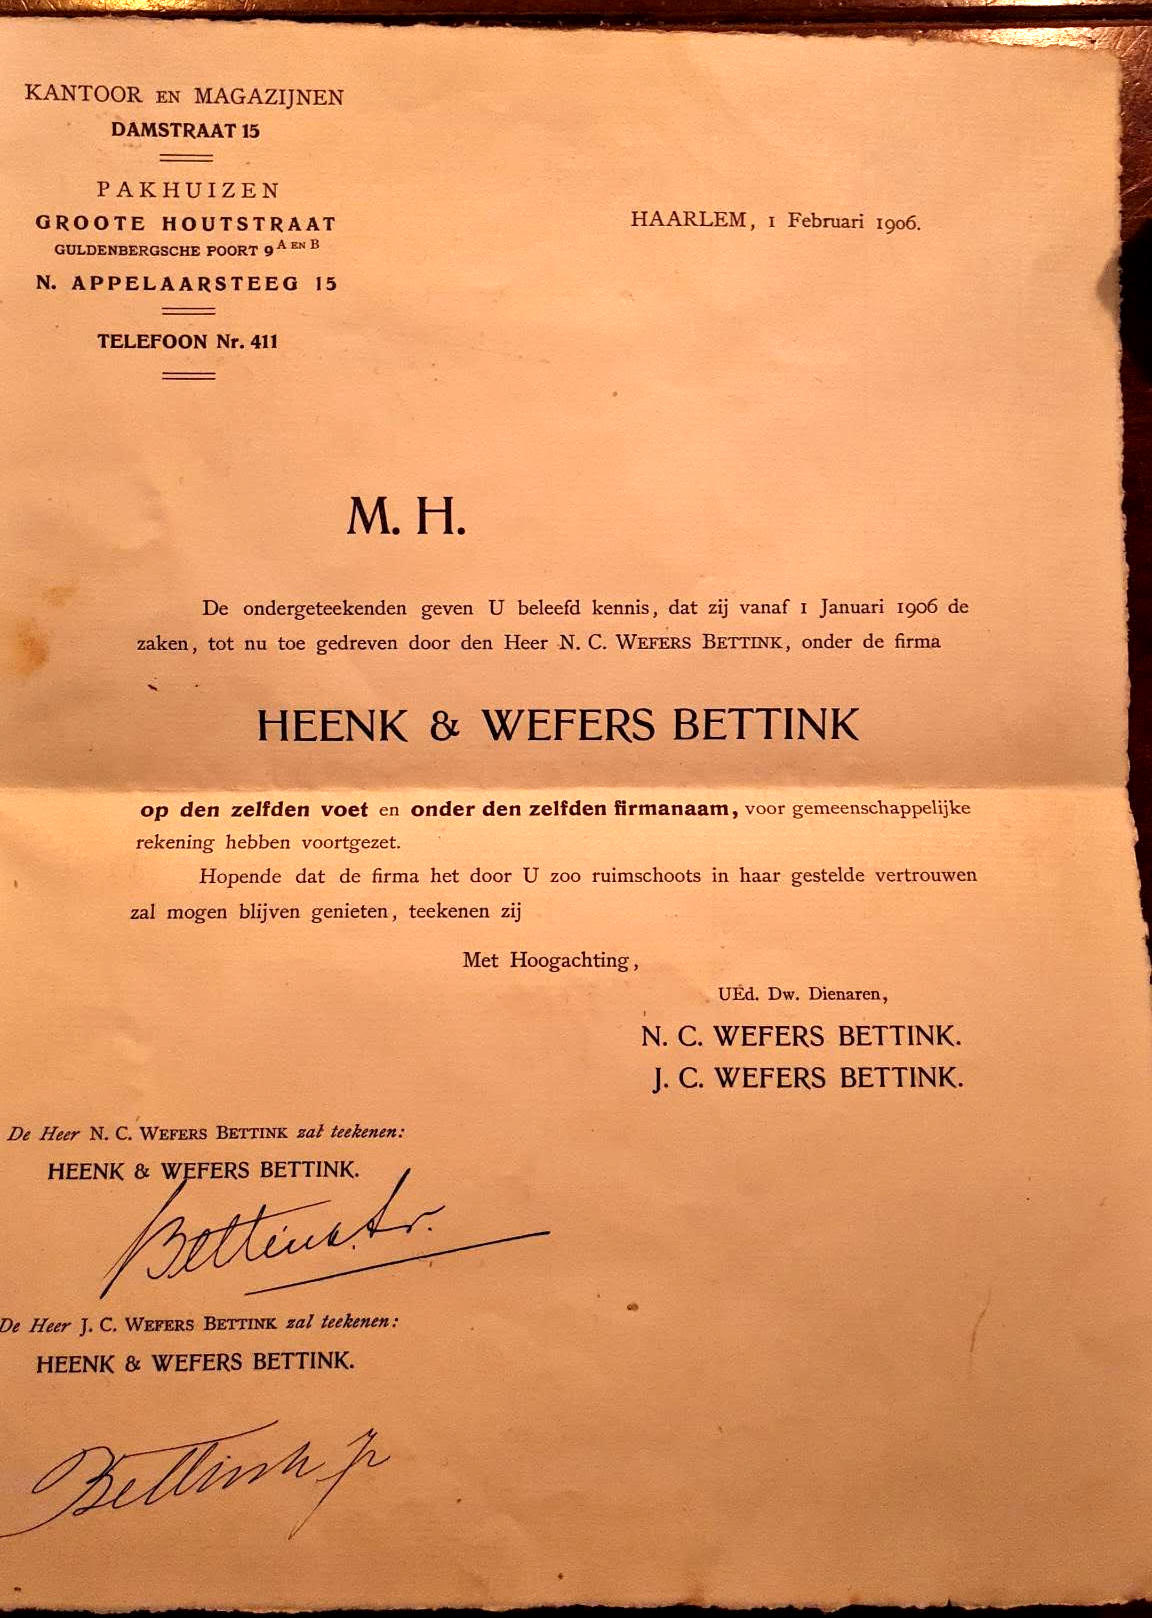 KANTOOR EN MAGAZIJNEN
DAMSTRAAT 15
PAKHUIZEN
GROOTE HOUTSTRAAT
GULDENBERGSCHE POORT 9 A EN B
N. APPELAARSTEEG 15
TELEFOON Nr. 411
HAARLEM, 1 Februari 1906.
M. H.
De ondergeteekenden geven U beleefd kennis, dat zij vanaf 1 Januari 1906 de
zaken, tot nu toe gedreven door den Heer N. C. WEFERS BETTINK, onder de firma
HEENK & WEFERS BETTINK
op den zelfden voet en onder den zelfden firmanaam, voor gemeenschappelijke
rekening hebben voortgezet.
Hopende dat de firma het door U zoo ruimschoots in haar gestelde vertrouwen
zal mogen blijven genieten, teekenen zij
Met Hoogachting,
UEd. Dw. Dienaren,
N. C. WEFERS BETTINK.
J. C. WEFERS BETTINK.
De Heer N. C. WEFERS BETTINK zal teekenen:
HEENK & WEFERS BETTINK.
Bettink Sr.
De Heer J. C. WEFERS BETTINK zal teekenen:
HEENK & WEFERS BETTINK.
Bettink Jr